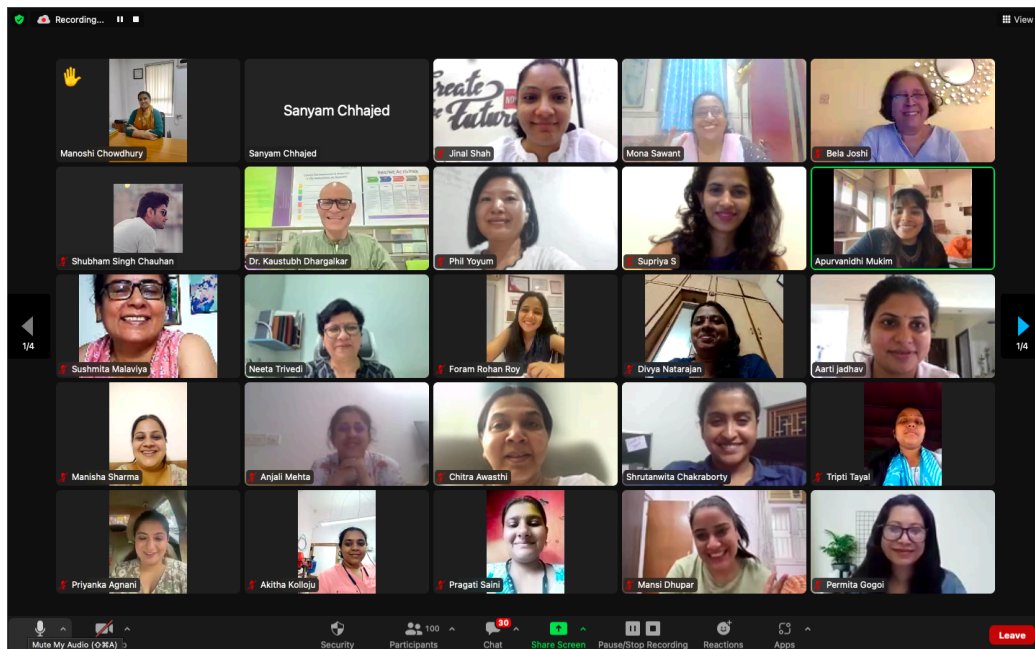 Recording...
View
Sanyam Chhajed
Create
the
Future
Manoshi Chowdhury
Sanyam Chhajed
Jinal Shah
Mona Sawant
Bela Joshi
Shubham Singh Chauhan
Dr. Kaustubh Dhargalkar
Phil Yoyum
Supriya S
Apurvanidhi Mukim
1/4
1/4
Sushmita Malaviya
Neeta Trivedi
Foram Rohan Roy
Divya Natarajan
Aarti jadhav
Manisha Sharma
Anjali Mehta
Chitra Awasthi
Shrutanwita Chakraborty
Tripti Tayal
Priyanka Agnani
Akitha Kolloju
Pragati Saini
Mansi Dhupar
Permita Gogoi
100
30
Mute My Audio (⇧⌘A)
Security
Participants
Chat
Share Screen
Pause/Stop Recording
Reactions
Apps
Leave